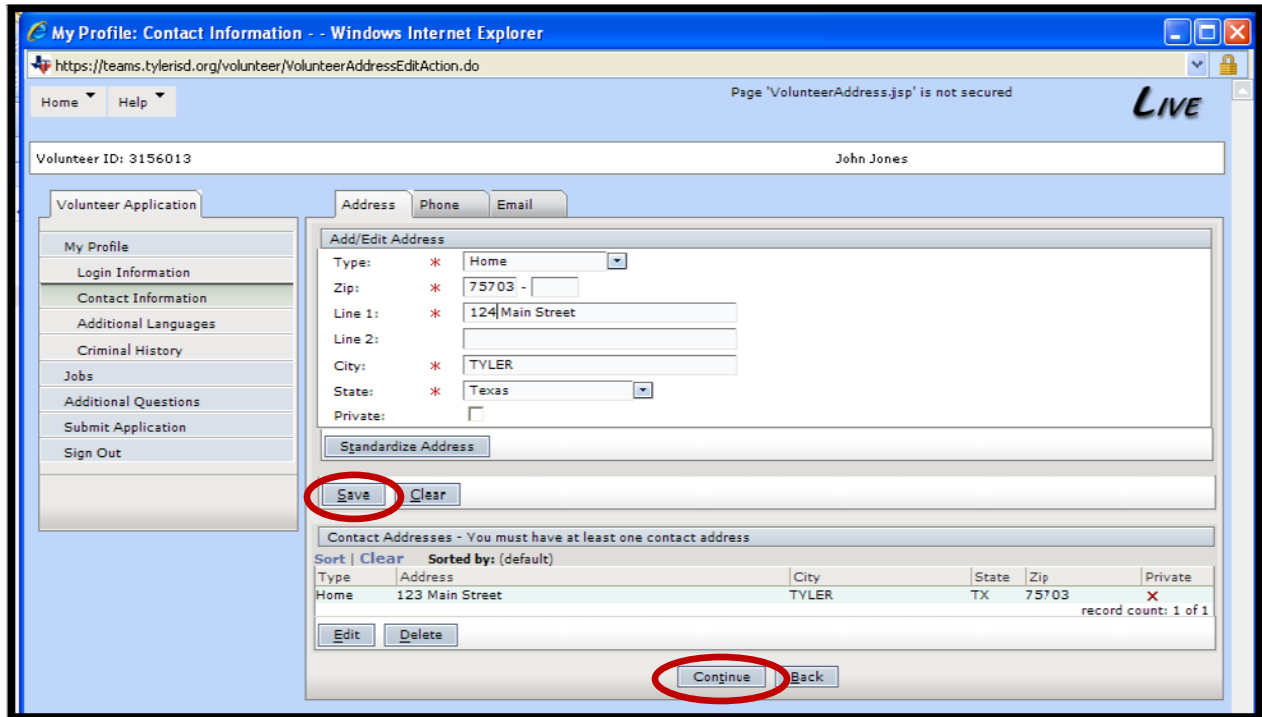 My Profile: Contact Information - - Windows Internet Explorer
https://teams.tylerisd.org/volunteer/VolunteerAddressEditAction.do
Home Help
Page 'VolunteerAddress.jsp' is not secured
LIVE
Volunteer ID: 3156013 John Jones
Volunteer Application
My Profile
Login Information
Contact Information
Additional Languages
Criminal History
Jobs
Additional Questions
Submit Application
Sign Out
Address Phone Email
Add/Edit Address
Type: * Home
Zip: * 75703 -
Line 1: * 124 Main Street
Line 2:
City: * TYLER
State: * Texas
Private:
Standardize Address
Save Clear
Contact Addresses - You must have at least one contact address
Sort | Clear Sorted by: (default)
Type Address City State Zip Private
Home 123 Main Street TYLER TX 75703 X
record count: 1 of 1
Edit Delete
Continue Back